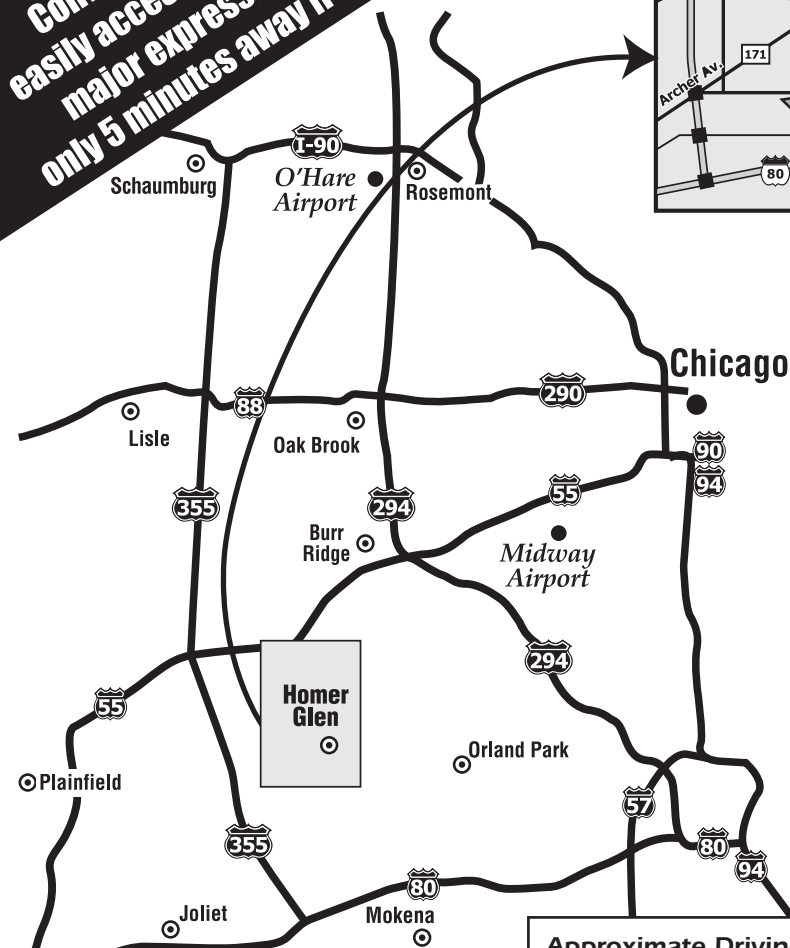 easily
major express
only 5 minutes away
171
Archer Av.
80
I-90
Schaumburg
O'Hare
Airport
Rosemont
Chicago
290
88
Lisle
Oak Brook
90
94
355
294
55
Burr
Ridge
Midway
Airport
294
Homer
Glen
55
Orland Park
Plainfield
57
355
80
94
80
Joliet
Mokena
Approximate